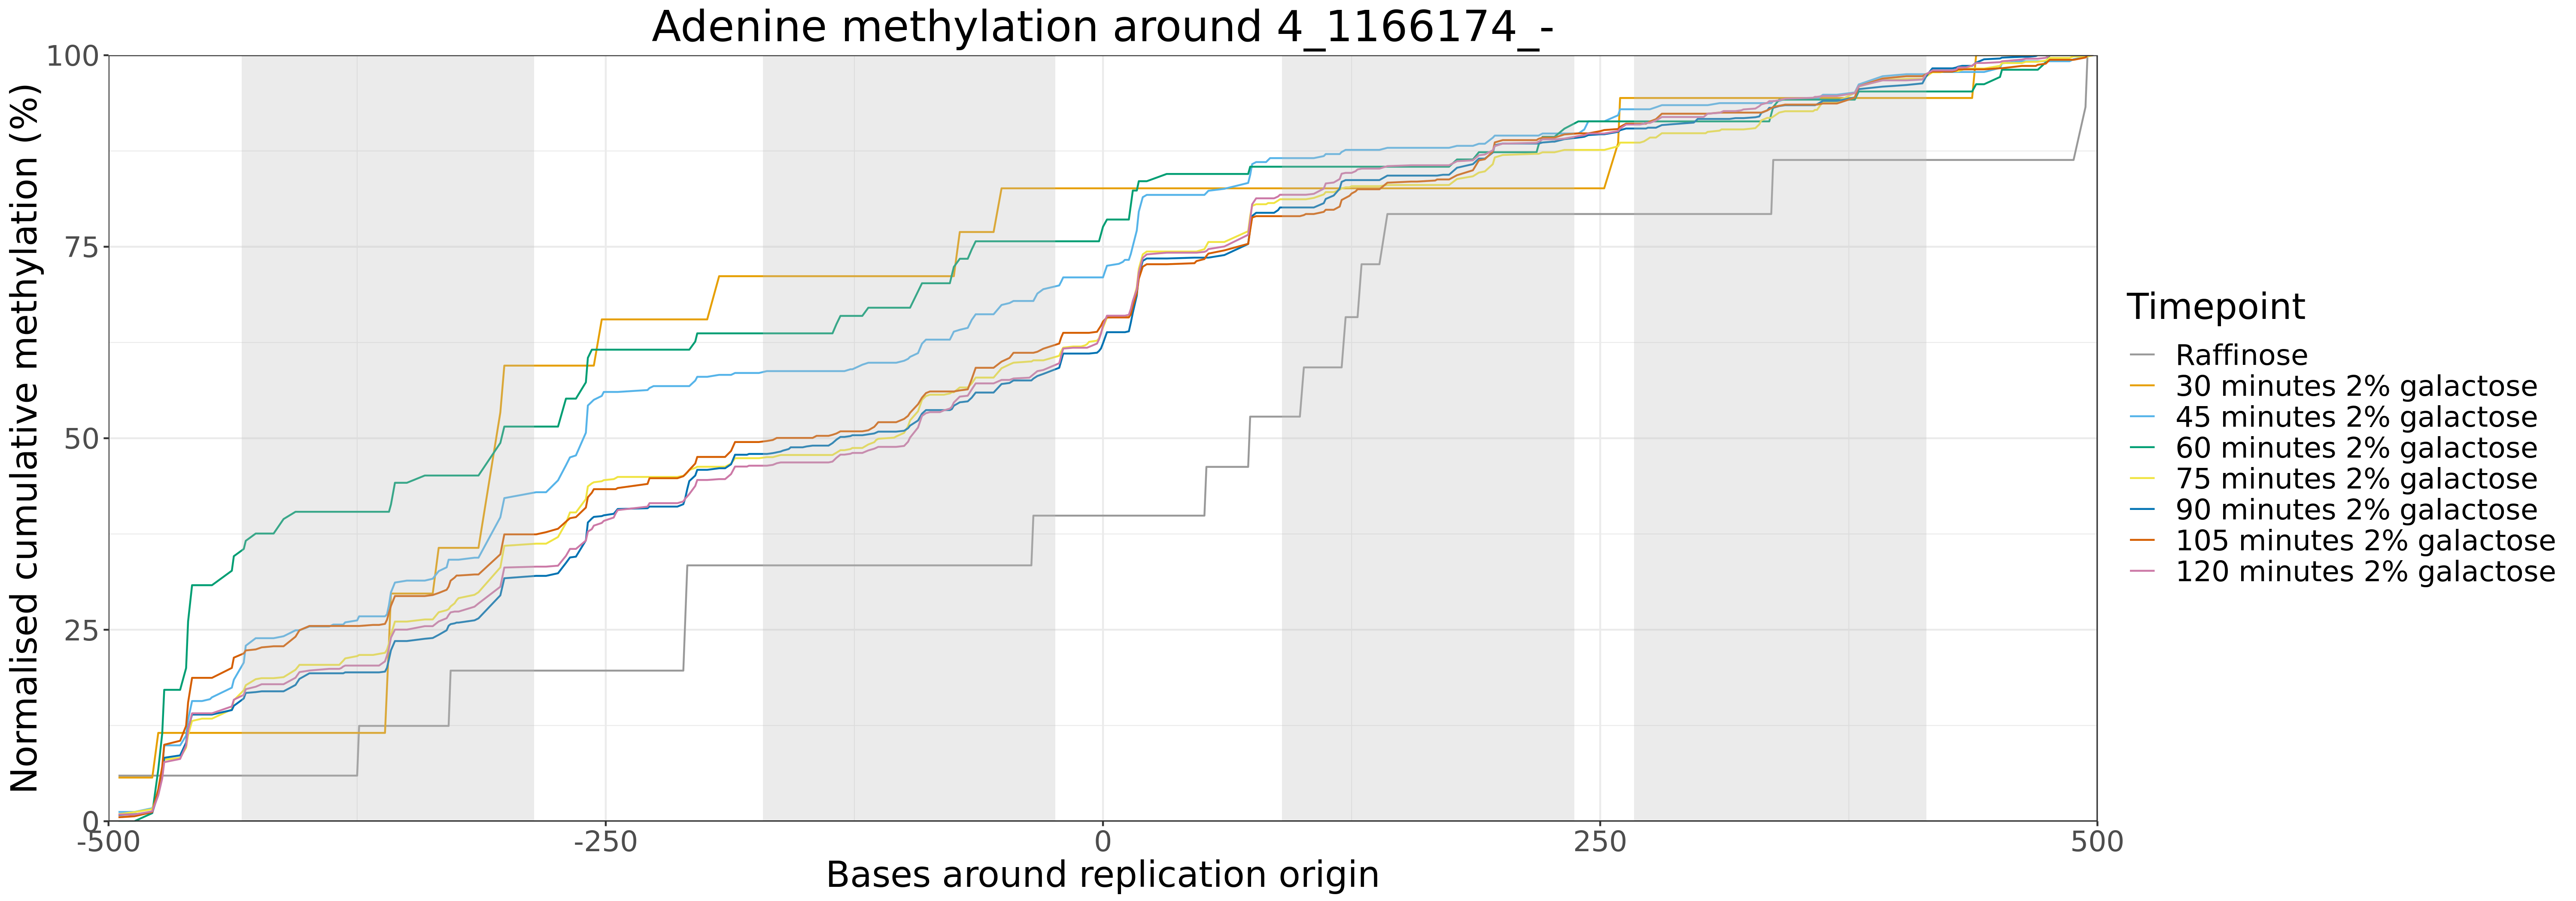 Adenine methylation around 4_1166174_-
Normalised cumulative methylation (%)
100
75
50
25
0
-500
-250
0
250
500
Bases around replication origin
Timepoint
Raffinose
30 minutes 2% galactose
45 minutes 2% galactose
60 minutes 2% galactose
75 minutes 2% galactose
90 minutes 2% galactose
105 minutes 2% galactose
120 minutes 2% galactose